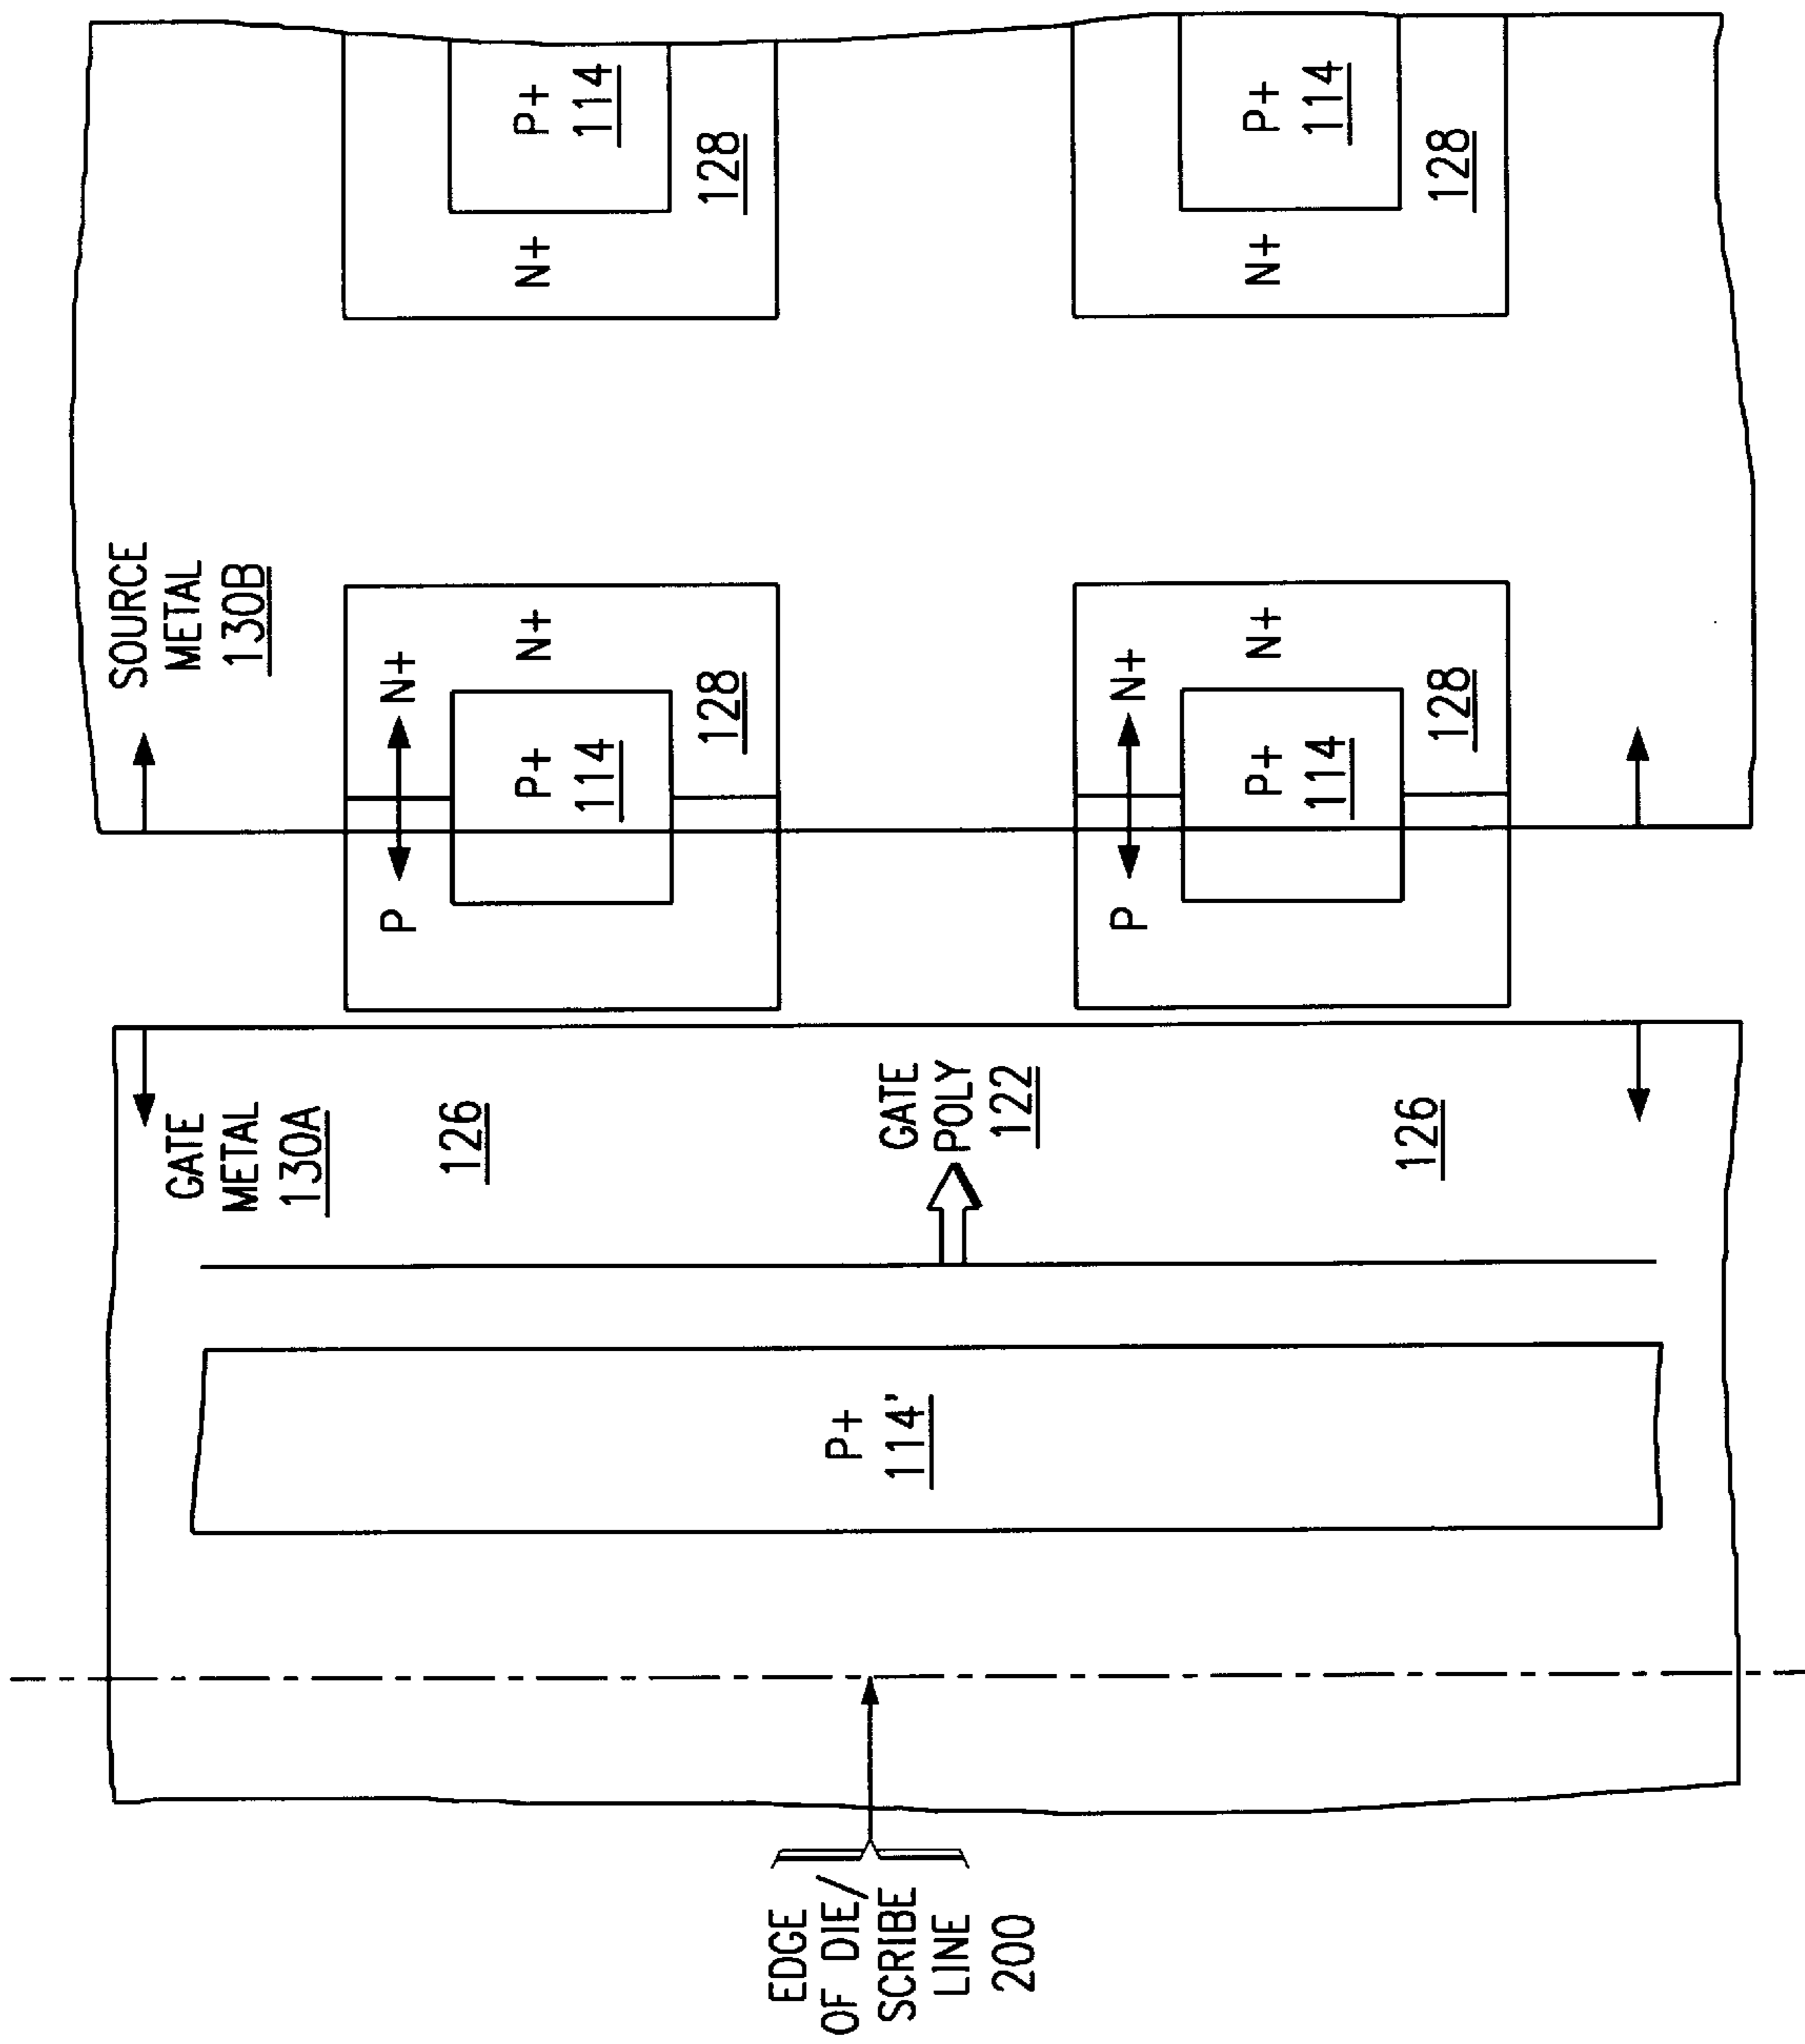 SOURCE
METAL
130B
GATE
METAL
130A
126
P
N+
P+
114
N+
128
N+
P+
114
128
EDGE
OF DIE/
SCRIBE
LINE
200
P+
114'
GATE
POLY
122
P
N+
P+
114
N+
128
N+
P+
114
128
126